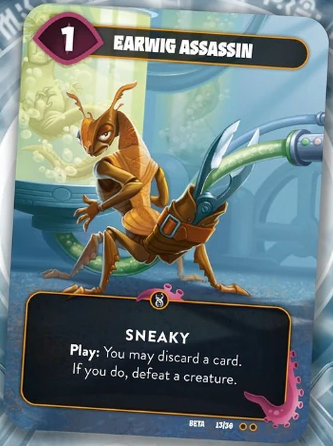 1
EARWIG ASSASSIN
SNEAKY
Play: You may discard a card.
If you do, defeat a creature.
BETA 13/30